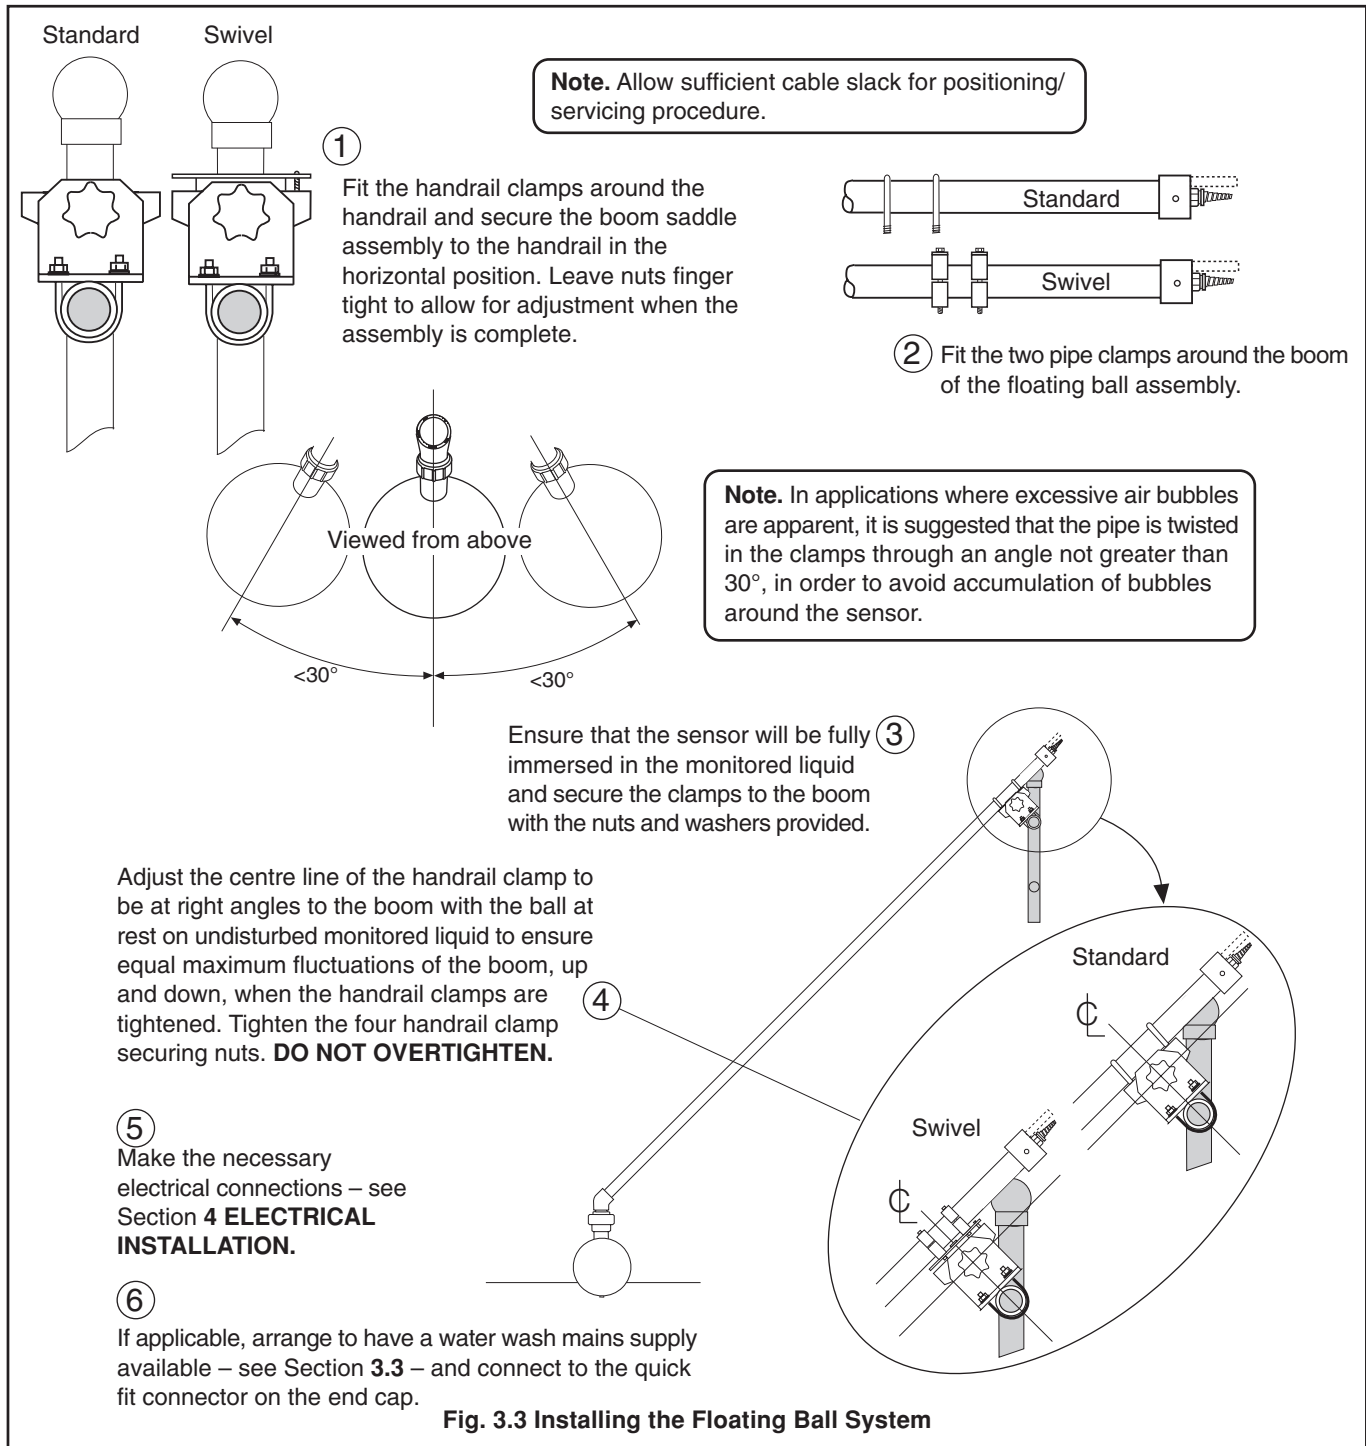 Standard
Swivel
Note. Allow sufficient cable slack for positioning/
servicing procedure.
1
Fit the handrail clamps around the
handrail and secure the boom saddle
assembly to the handrail in the
horizontal position. Leave nuts finger
tight to allow for adjustment when the
assembly is complete.
Standard
Swivel
2
Fit the two pipe clamps around the boom
of the floating ball assembly.
Viewed from above
<30°
<30°
Note. In applications where excessive air bubbles
are apparent, it is suggested that the pipe is twisted
in the clamps through an angle not greater than
30°, in order to avoid accumulation of bubbles
around the sensor.
3
Ensure that the sensor will be fully
immersed in the monitored liquid
and secure the clamps to the boom
with the nuts and washers provided.
4
Adjust the centre line of the handrail clamp to
be at right angles to the boom with the ball at
rest on undisturbed monitored liquid to ensure
equal maximum fluctuations of the boom, up
and down, when the handrail clamps are
tightened. Tighten the four handrail clamp
securing nuts. DO NOT OVERTIGHTEN.
Standard
℄
Swivel
℄
5
Make the necessary
electrical connections – see
Section 4 ELECTRICAL
INSTALLATION.
6
If applicable, arrange to have a water wash mains supply
available – see Section 3.3 – and connect to the quick
fit connector on the end cap.
Fig. 3.3 Installing the Floating Ball System